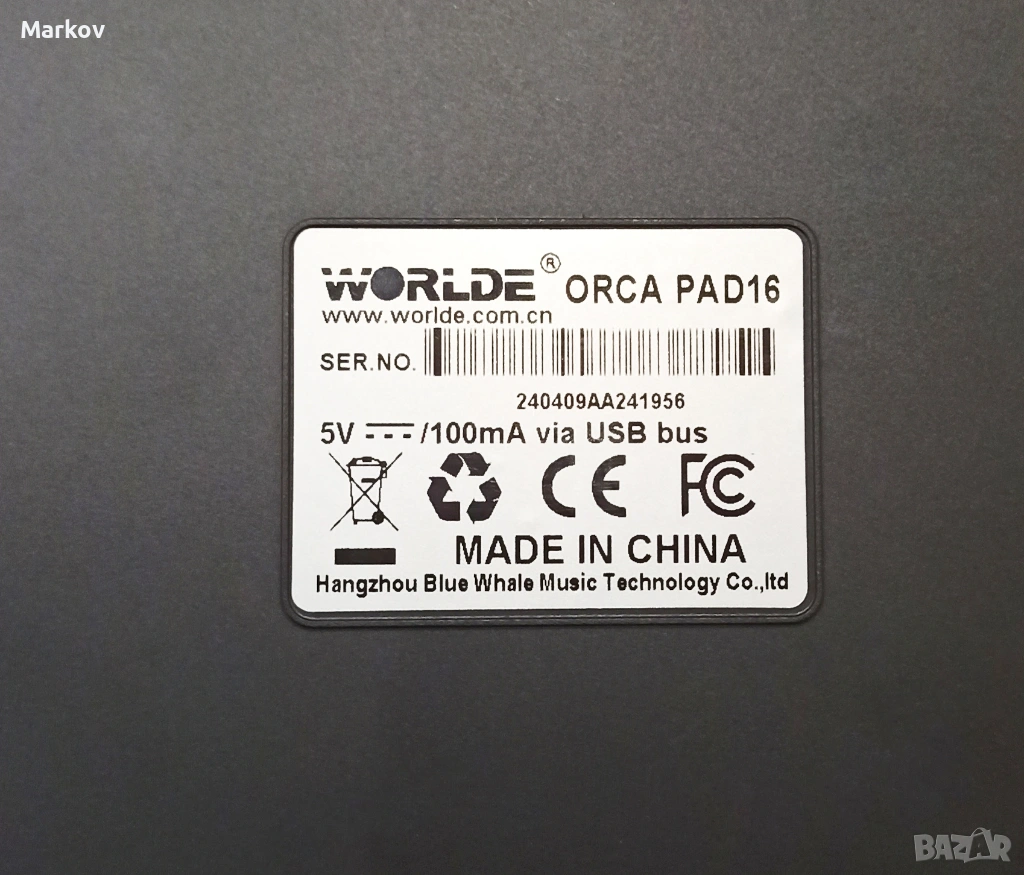 Markov
WORLDE® ORCA PAD16
www.worlde.com.cn
SER.NO.
240409AA241956
5V ⎓ /100mA via USB bus
CE FC
MADE IN CHINA
Hangzhou Blue Whale Music Technology Co.,ltd
BAZAR